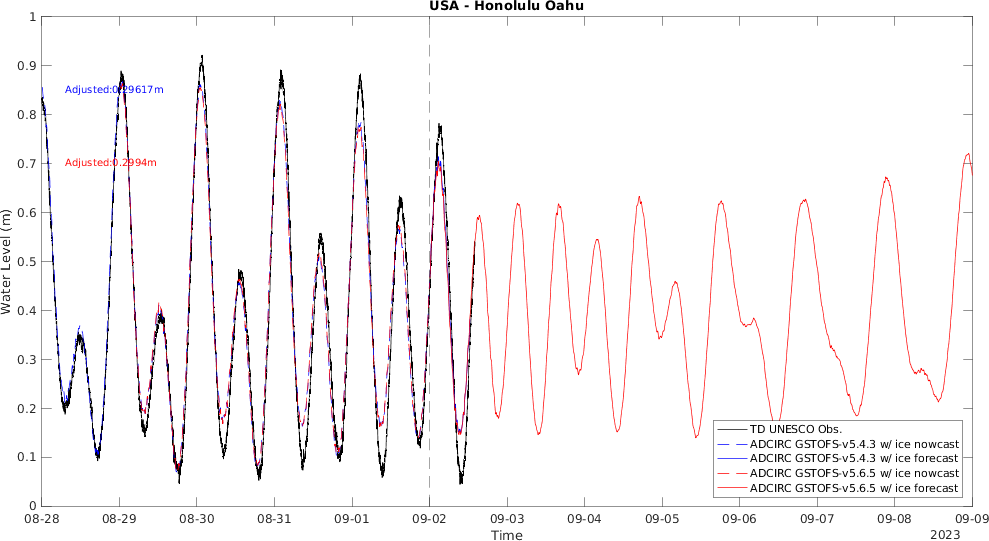 USA - Honolulu Oahu
1
0.9
0.8
0.7
0.6
0.5
0.4
0.3
0.2
0.1
0
Water Level (m)
Adjusted:0.29617m
Adjusted:0.2994m
TD UNESCO Obs.
ADCIRC GSTOFS-v5.4.3 w/ ice nowcast
ADCIRC GSTOFS-v5.4.3 w/ ice forecast
ADCIRC GSTOFS-v5.6.5 w/ ice nowcast
ADCIRC GSTOFS-v5.6.5 w/ ice forecast
08-28 08-29 08-30 08-31 09-01 09-02 09-03 09-04 09-05 09-06 09-07 09-08 09-09
Time
2023